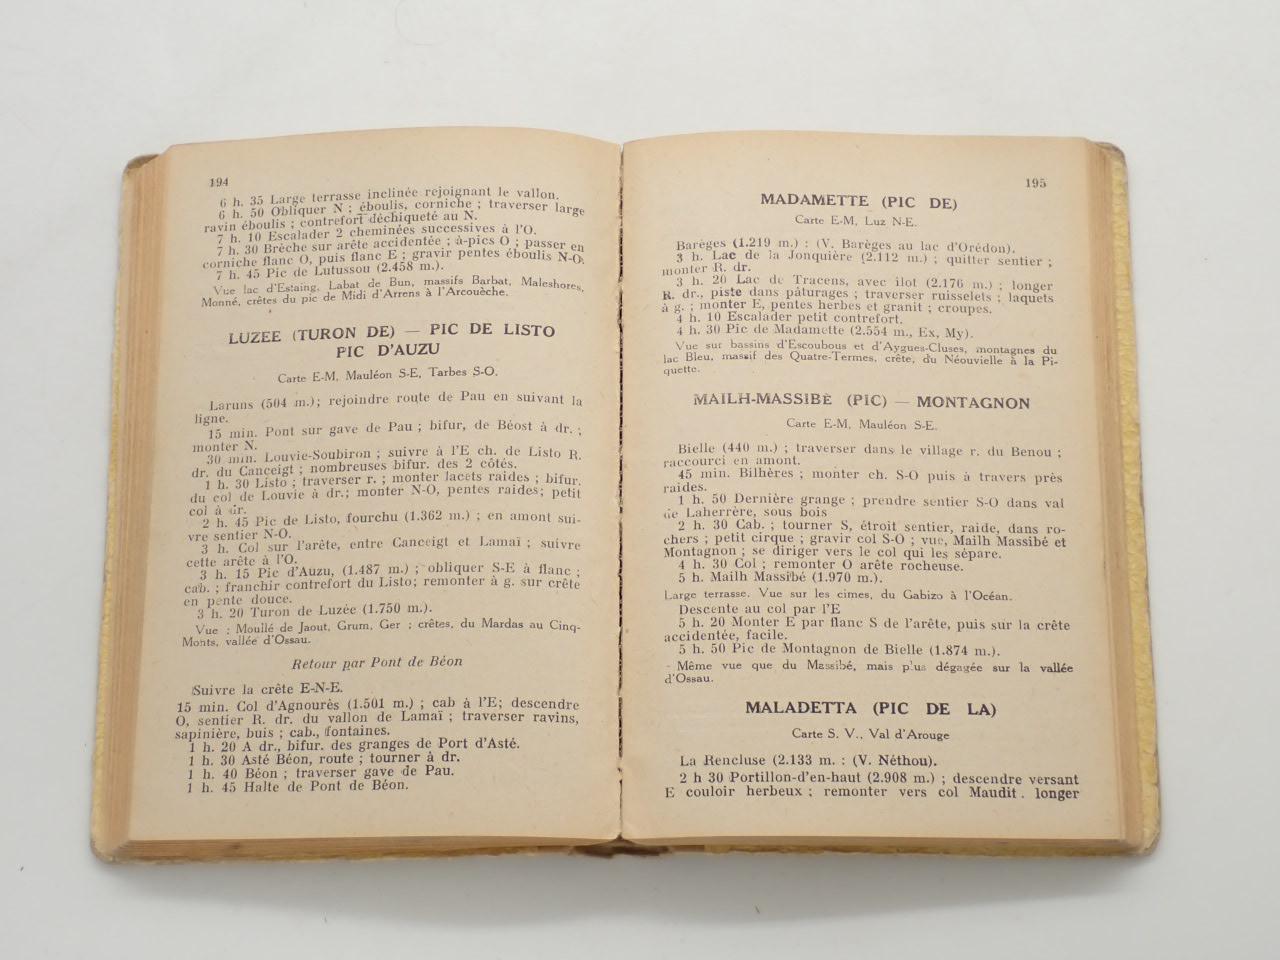 194
6 h. 35 Large terrasse inclinée rejoignant le vallon.
6 h. 50 Obliquer N ; éboulis, corniche ; traverser large
ravin éboulis ; contrefort déchiqueté au N.
7 h. 10 Escalader 2 cheminées successives à l'O.
7 h. 30 Brèche sur arête accidentée ; à-pics O ; passer en
corniche flanc O, puis flanc E ; gravir pentes éboulis N-O.
7 h. 45 Pic de Lutussou (2.458 m.).
Vue lac d'Estaing, Labat de Bun, massifs Barbat, Maleshores,
Monné, crêtes du pic de Midi d'Arrens à l'Arcouèche.
LUZEE (TURON DE) — PIC DE LISTO
PIC D'AUZU
Carte E-M, Mauléon S-E, Tarbes S-O.
Laruns (504 m.); rejoindre route de Pau en suivant la
ligne.
15 min. Pont sur gave de Pau ; bifur, de Béost à dr. ;
monter N.
30 min. Louvie-Soubiron ; suivre à l'E ch. de Listo R.
dr. du Canceigt ; nombreuses bifur. des 2 côtés.
1 h. 30 Listo ; traverser r. ; monter lacets raides ; bifur.
du col de Louvie à dr.; monter N-O, pentes raides; petit
col à dr.
2 h. 45 Pic de Listo, fourchu (1.362 m.) ; en amont sui-
vre sentier N-O.
3 h. Col sur l'arête, entre Canceigt et Lamaï ; suivre
cette arête à l'O.
3 h. 15 Pic d'Auzu, (1.487 m.) ; obliquer S-E à flanc ;
cab. ; franchir contrefort du Listo; remonter à g. sur crête
en pente douce.
3 h. 20 Turon de Luzée (1.750 m.).
Vue : Moullé de Jaout, Grum, Ger ; crêtes, du Mardas au Cinq-
Monts, vallée d'Ossau.
Retour par Pont de Béon
Suivre la crête E-N-E.
15 min. Col d'Agnourés (1.501 m.) ; cab à l'E; descendre
O, sentier R. dr. du vallon de Lamaï ; traverser ravins,
sapinière, buis ; cab., fontaines.
1 h. 20 A dr., bifur. des granges de Port d'Asté.
1 h. 30 Asté Béon, route ; tourner à dr.
1 h. 40 Béon ; traverser gave de Pau.
1 h. 45 Halte de Pont de Béon.
195
MADAMETTE (PIC DE)
Carte E-M, Luz N-E.
Barèges (1.219 m.) : (V. Barèges au lac d'Orédon).
3 h. Lac de la Jonquière (2.112 m.) ; quitter sentier ;
monter R. dr.
3 h. 20 Lac de Tracens, avec ilot (2.176 m.) ; longer
R. dr., piste dans pâturages ; traverser ruisselets ; laquets
à g. ; monter E, pentes herbes et granit ; croupes.
4 h. 10 Escalader petit contrefort.
4 h. 30 Pic de Madamette (2.554 m., Ex, My).
Vue sur bassins d'Escoubous et d'Aygues-Cluses, montagnes du
lac Bleu, massif des Quatre-Termes, crête, du Néouvielle à la Pi-
quette.
MAILH-MASSIBÈ (PIC) — MONTAGNON
Carte E-M, Mauléon S-E.
Bielle (440 m.) ; traverser dans le village r. du Benou ;
raccourci en amont.
45 min. Bilhères ; monter ch. S-O puis à travers près
raides.
1 h. 50 Dernière grange ; prendre sentier S-O dans val
de Laherrère, sous bois
2 h. 30 Cab. ; tourner S, étroit sentier, raide, dans ro-
chers ; petit cirque ; gravir col S-O ; vue, Mailh Massibé et
Montagnon ; se diriger vers le col qui les sépare.
4 h. 30 Col ; remonter O arête rocheuse.
5 h. Mailh Massibé (1.970 m.).
Large terrasse. Vue sur les cimes, du Gabizo à l'Océan.
Descente au col par l'E
5 h. 20 Monter E par flanc S de l'arête, puis sur la crête
accidentée, facile.
5 h. 50 Pic de Montagnon de Bielle (1.874 m.).
Même vue que du Massibé, mais plus dégagée sur la vallée
d'Ossau.
MALADETTA (PIC DE LA)
Carte S. V., Val d'Arouge
La Rencluse (2.133 m. : (V. Néthou).
2 h 30 Portillon-d'en-haut (2.908 m.) ; descendre versant
E couloir herbeux ; remonter vers col Maudit. longer